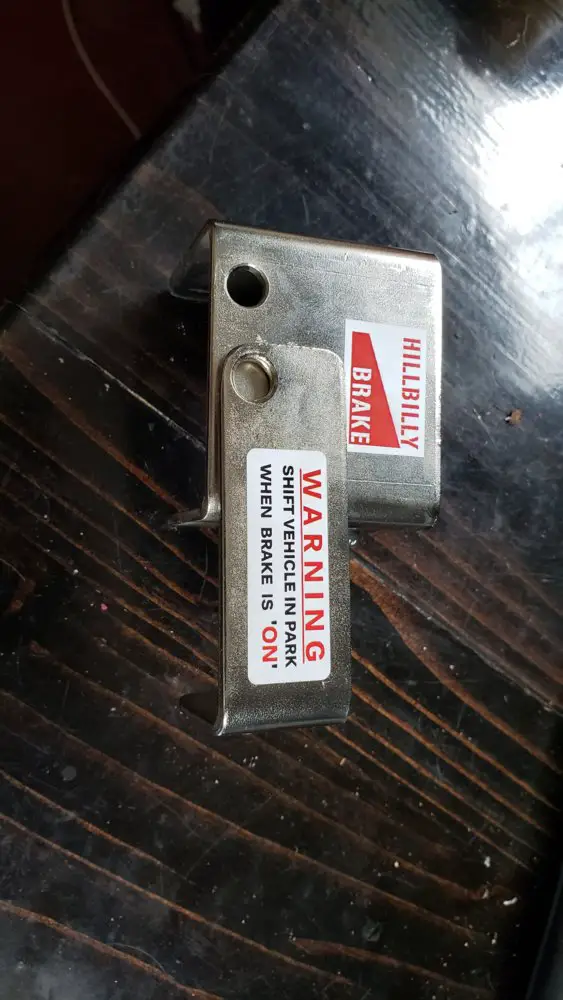 HILLBILLY
BRAKE
WARNING
SHIFT VEHICLE IN PARK
WHEN BRAKE IS 'ON'